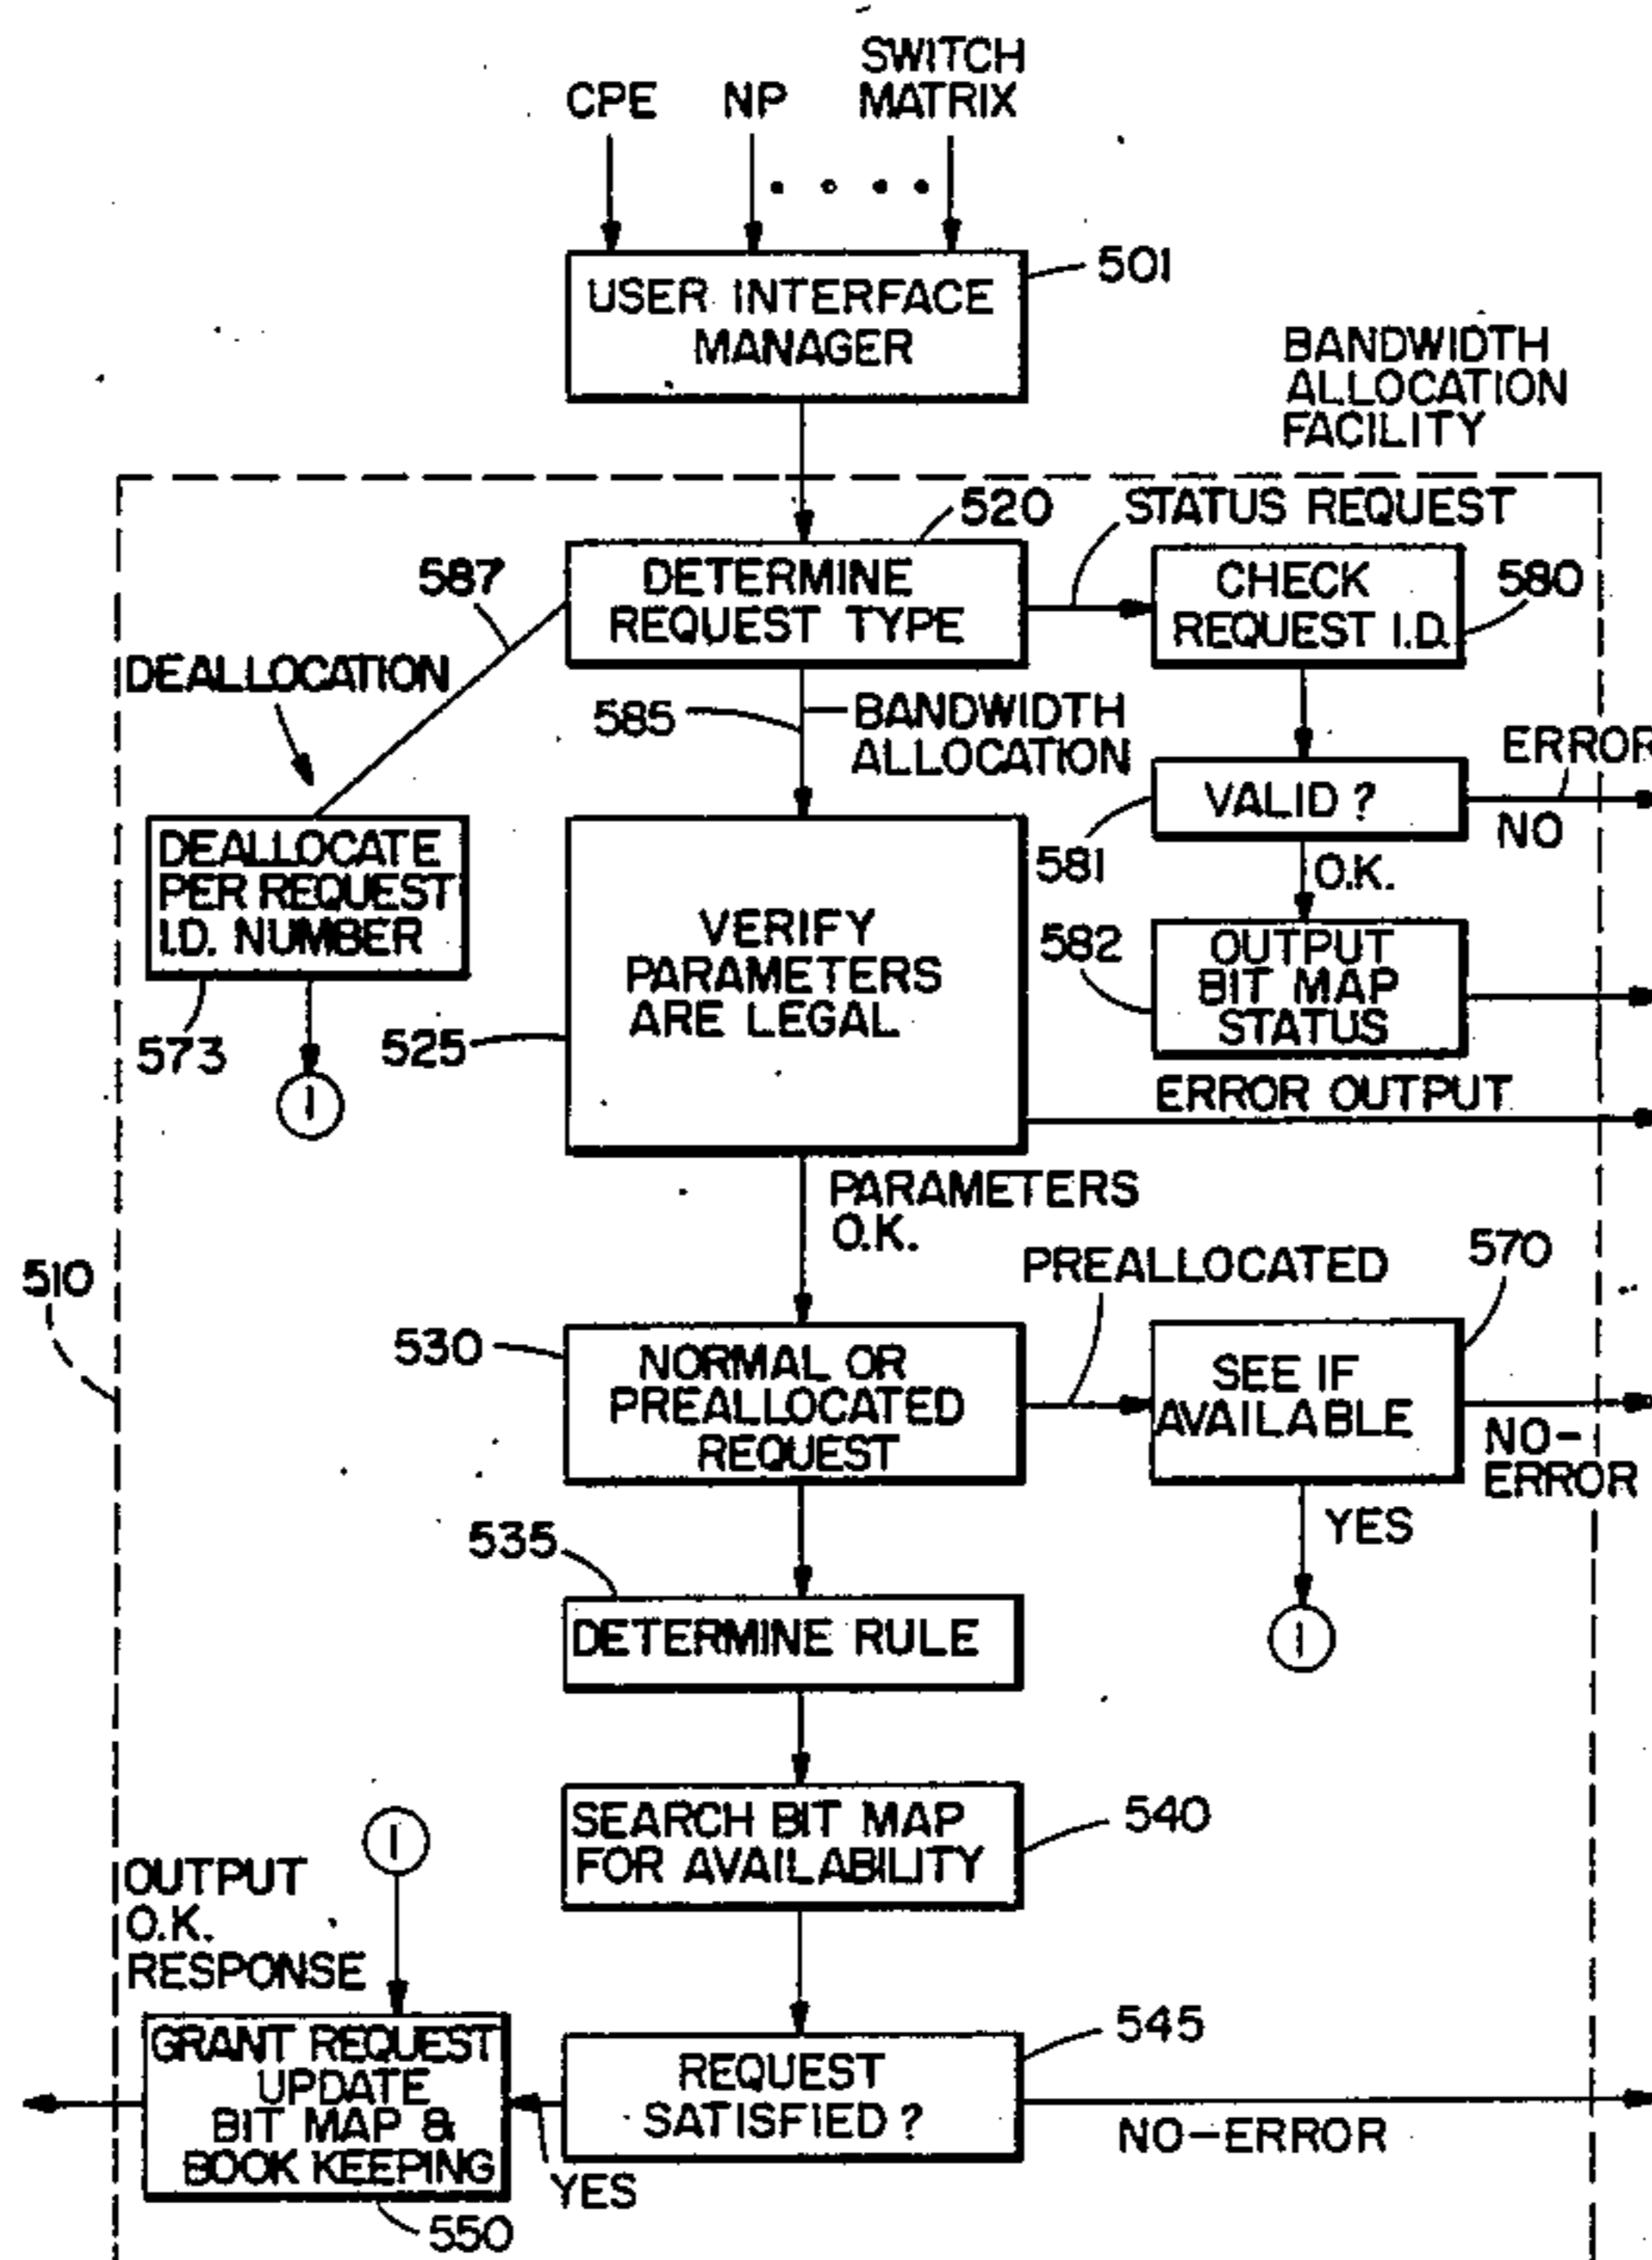 CPE NP SWITCH
MATRIX
USER INTERFACE
MANAGER
501
BANDWIDTH
ALLOCATION
FACILITY
520
STATUS REQUEST
587
DETERMINE
REQUEST TYPE
CHECK
REQUEST I.D.
580
DEALLOCATION
585
BANDWIDTH
ALLOCATION
ERROR
VALID ?
NO
581
O.K.
DEALLOCATE
PER REQUEST
I.D. NUMBER
573
VERIFY
PARAMETERS
ARE LEGAL
525
582
OUTPUT
BIT MAP
STATUS
I
ERROR OUTPUT
PARAMETERS
O.K.
510
PREALLOCATED
570
530
NORMAL OR
PREALLOCATED
REQUEST
SEE IF
AVAILABLE
NO-
ERROR
YES
535
DETERMINE RULE
I
SEARCH BIT MAP
FOR AVAILABILITY
540
I
OUTPUT
O.K.
RESPONSE
GRANT REQUEST
UPDATE
BIT MAP &
BOOK KEEPING
550
545
REQUEST
SATISFIED ?
NO-ERROR
YES